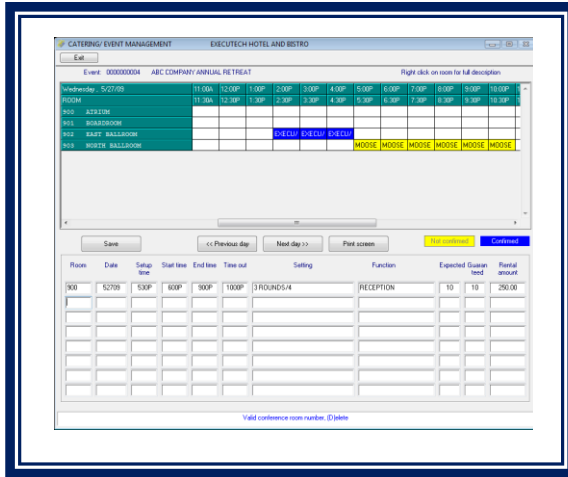 CATERING/ EVENT MANAGEMENT EXECUTECH HOTEL AND BISTRO
Exit
Event: 0000000004 ABC COMPANY ANNUAL RETREAT Right click on room for full description
Wednesday , 5/27/09 11:00A 12:00P 1:00P 2:00P 3:00P 4:00P 5:00P 6:00P 7:00P 8:00P 9:00P 10:00P
ROOM 11:30A 12:30P 1:30P 2:30P 3:30P 4:30P 5:30P 6:30P 7:30P 8:30P 9:30P 10:30P
900 ATRIUM
901 BOARDROOM
902 EAST BALLROOM EXECU/ EXECU/ EXECU/
903 NORTH BALLROOM MOOSE MOOSE MOOSE MOOSE MOOSE MOOSE
Save << Previous day Next day >> Print screen Not confirmed Confirmed
Room Date Setup time Start time End time Time out Setting Function Expected Guaran teed Rental amount
900 52709 530P 600P 900P 1000P 3 ROUNDS/4 RECEPTION 10 10 250.00
Valid conference room number. (D)elete